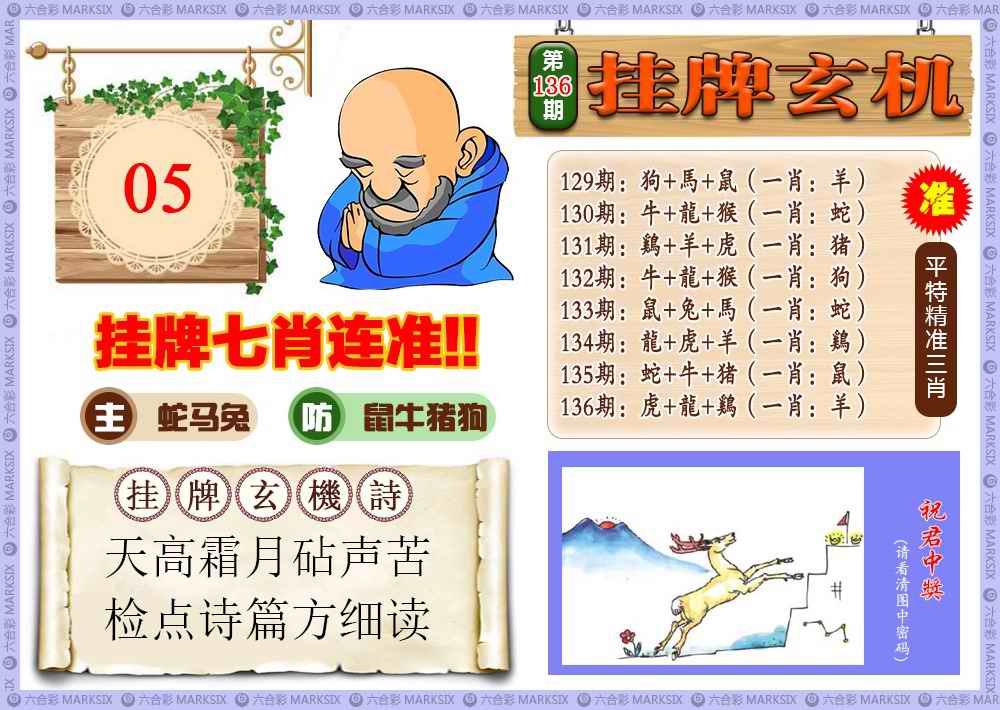 六合彩 MARKSIX
05
第136期
挂牌玄机
129期：狗+馬+鼠（一肖：羊）
130期：牛+龍+猴（一肖：蛇）
131期：鷄+羊+虎（一肖：猪）
132期：牛+龍+猴（一肖：狗）
133期：鼠+兔+馬（一肖：蛇）
134期：龍+虎+羊（一肖：鷄）
135期：蛇+牛+猪（一肖：鼠）
136期：虎+龍+鷄（一肖：羊）
准
平特精准三肖
挂牌七肖连准!!
主 蛇马兔
防 鼠牛猪狗
挂牌玄機詩
天高霜月砧声苦
检点诗篇方细读
井
祝君中獎
（请看清图中密码）